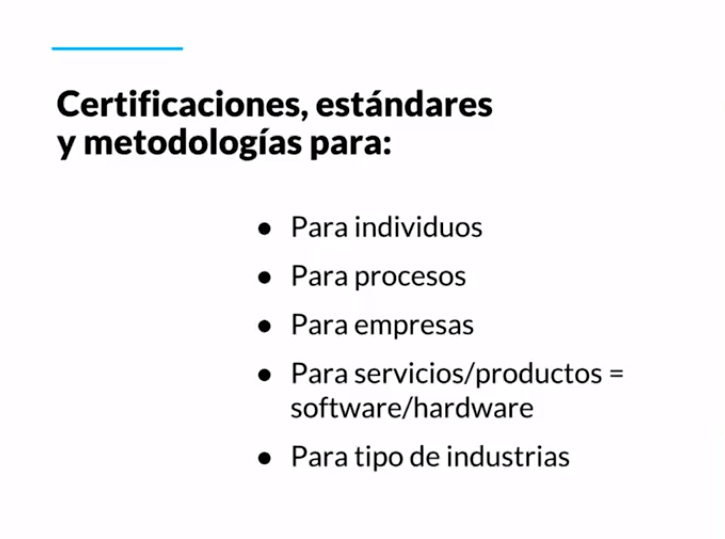 Certificaciones, estándares
y metodologías para:
● Para individuos
● Para procesos
● Para empresas
● Para servicios/productos =
software/hardware
● Para tipo de industrias